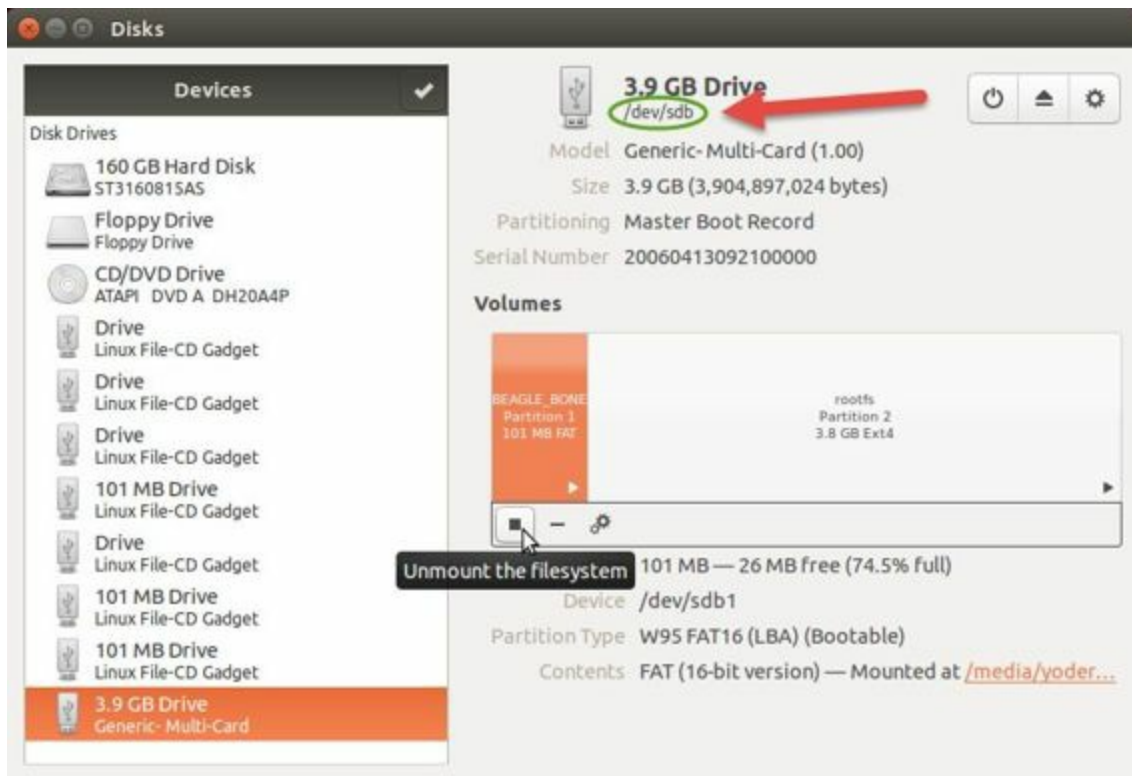 Disks
Devices
Disk Drives
160 GB Hard Disk
ST3160815AS
Floppy Drive
Floppy Drive
CD/DVD Drive
ATAPI DVD A DH20A4P
Drive
Linux File-CD Gadget
Drive
Linux File-CD Gadget
Drive
Linux File-CD Gadget
101 MB Drive
Linux File-CD Gadget
Drive
Linux File-CD Gadget
101 MB Drive
Linux File-CD Gadget
101 MB Drive
Linux File-CD Gadget
3.9 GB Drive
Generic- Multi-Card
3.9 GB Drive
/dev/sdb
Model Generic- Multi-Card (1.00)
Size 3.9 GB (3,904,897,024 bytes)
Partitioning Master Boot Record
Serial Number 20060413092100000
Volumes
BEAGLE_BONE
Partition 1
101 MB FAT
rootfs
Partition 2
3.8 GB Ext4
Unmount the filesystem
101 MB — 26 MB free (74.5% full)
Device /dev/sdb1
Partition Type W95 FAT16 (LBA) (Bootable)
Contents FAT (16-bit version) — Mounted at /media/yoder...